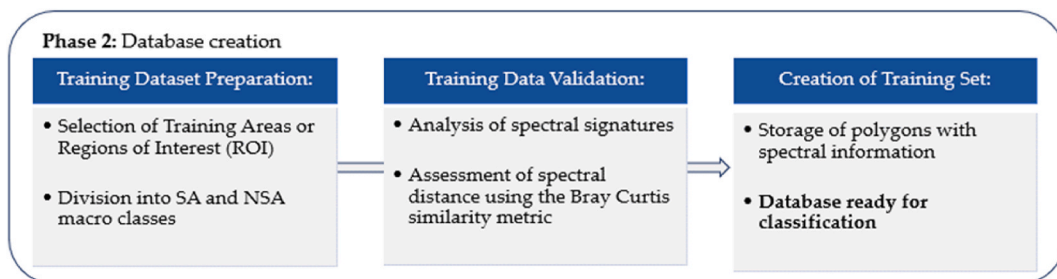 Phase 2: Database creation
Training Dataset Preparation:
• Selection of Training Areas or
Regions of Interest (ROI)
• Division into SA and NSA
macro classes
Training Data Validation:
• Analysis of spectral signatures
• Assessment of spectral
distance using the Bray Curtis
similarity metric
Creation of Training Set:
• Storage of polygons with
spectral information
• Database ready for
classification